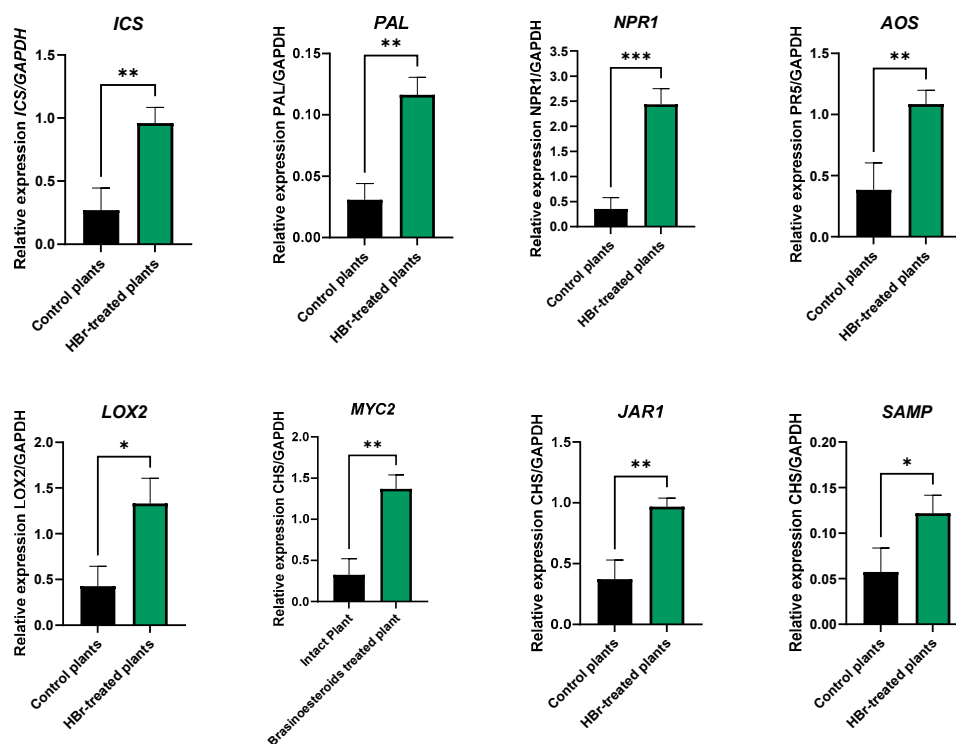 ICS
Relative expression ICS/GAPDH
1.5
1.0
0.5
0.0
**
Control plants
HBr-treated plants
PAL
Relative expression PAL/GAPDH
0.15
0.10
0.05
0.00
**
Control plants
HBr-treated plants
NPR1
Relative expression NPR1/GAPDH
3.5
3.0
2.5
2.0
1.5
1.0
0.5
0.0
***
Control plants
HBr-treated plants
AOS
Relative expression PR5/GAPDH
1.5
1.0
0.5
0.0
**
Control plants
HBr-treated plants
LOX2
Relative expression LOX2/GAPDH
2.0
1.5
1.0
0.5
0.0
*
Control plants
HBr-treated plants
MYC2
Relative expression CHS/GAPDH
2.0
1.5
1.0
0.5
0.0
**
Intact Plant
Brasinoesteroids treated plant
JAR1
Relative expression CHS/GAPDH
1.5
1.0
0.5
0.0
**
Control plants
HBr-treated plants
SAMP
Relative expression CHS/GAPDH
0.20
0.15
0.10
0.05
0.00
*
Control plants
HBr-treated plants